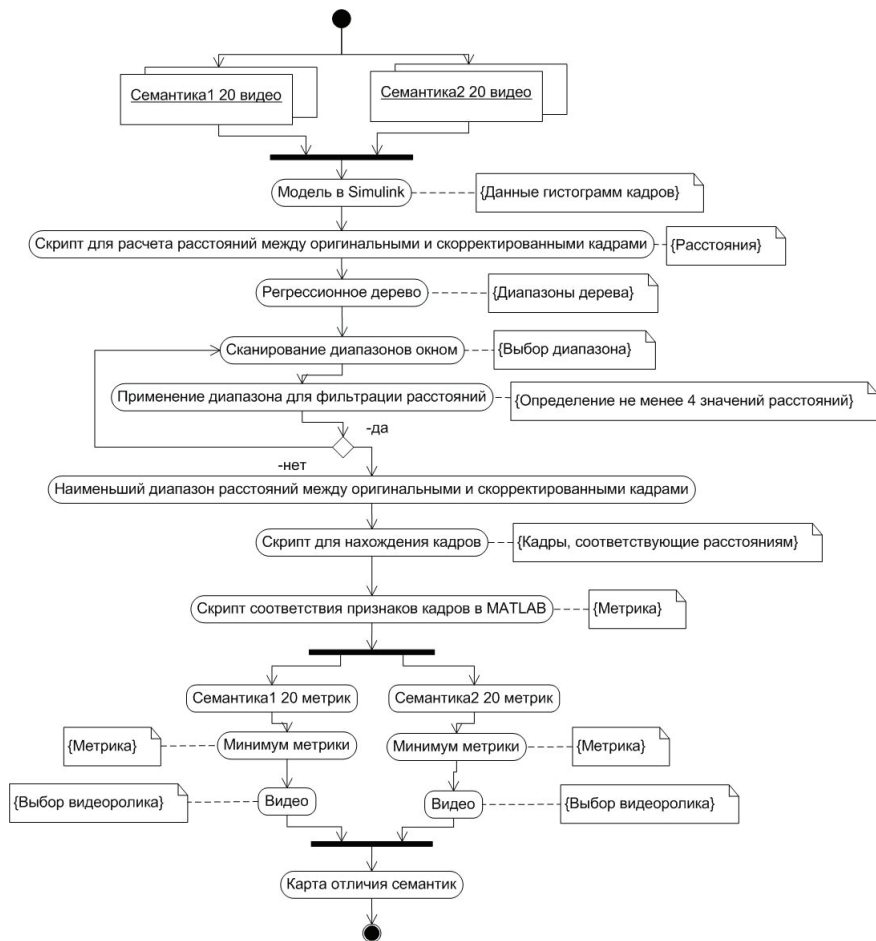 Семантика1 20 видео
Семантика2 20 видео
Модель в Simulink
{Данные гистограмм кадров}
Скрипт для расчета расстояний между оригинальными и скорректированными кадрами
{Расстояния}
Регрессионное дерево
{Диапазоны дерева}
Сканирование диапазонов окном
{Выбор диапазона}
Применение диапазона для фильтрации расстояний
{Определение не менее 4 значений расстояний}
-да
-нет
Наименьший диапазон расстояний между оригинальными и скорректированными кадрами
Скрипт для нахождения кадров
{Кадры, соответствующие расстояниям}
Скрипт соответствия признаков кадров в MATLAB
{Метрика}
Семантика1 20 метрик
Семантика2 20 метрик
{Метрика}
Минимум метрики
Минимум метрики
{Метрика}
{Выбор видеоролика}
Видео
Видео
{Выбор видеоролика}
Карта отличия семантик